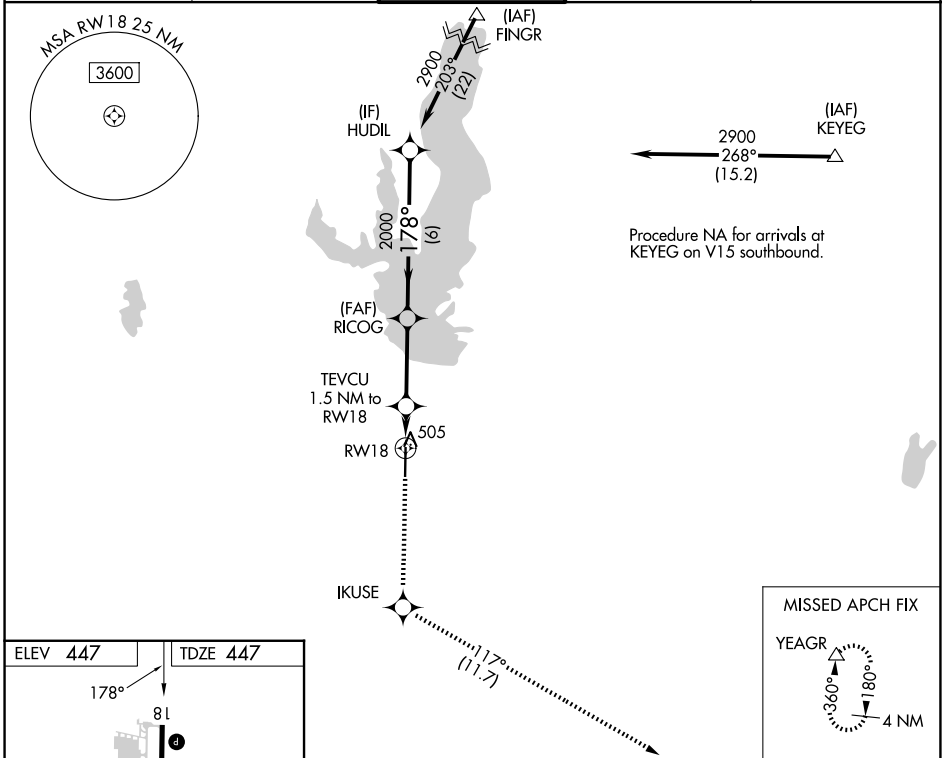 MSA RW18 25 NM
3600
(IAF)
FINGR
2900
203°
(22)
(IF)
HUDIL
(IAF)
KEYEG
2900
268°
(15.2)
2000
178°
(6)
Procedure NA for arrivals at
KEYEG on V15 southbound.
(FAF)
RICOG
TEVCU
1.5 NM to
RW18
505
RW18
IKUSE
117°
(11.7)
MISSED APCH FIX
YEAGR
360°
180°
4 NM
ELEV 447
TDZE 447
178°
18
P